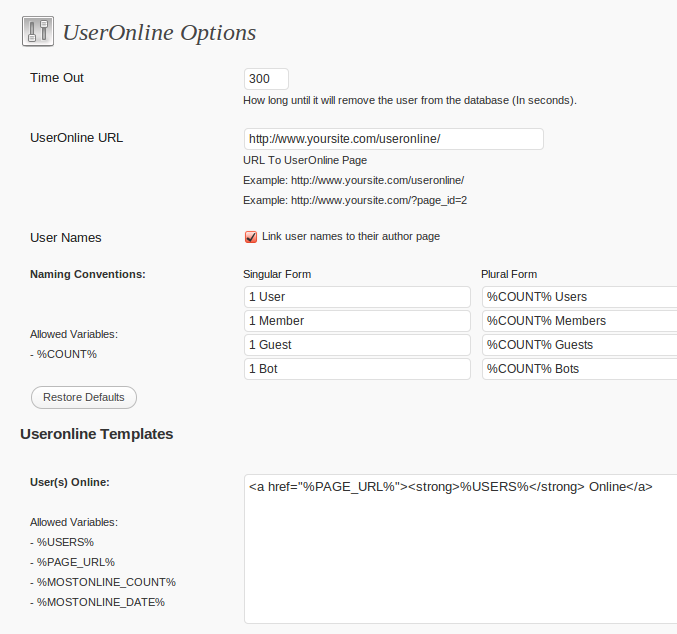 UserOnline Options
Time Out
300
How long until it will remove the user from the database (In seconds).
UserOnline URL
http://www.yoursite.com/useronline/
URL To UserOnline Page
Example: http://www.yoursite.com/useronline/
Example: http://www.yoursite.com/?page_id=2
User Names
Link user names to their author page
Naming Conventions:
Singular Form
Plural Form
1 User
%COUNT% Users
1 Member
%COUNT% Members
Allowed Variables:
1 Guest
%COUNT% Guests
- %COUNT%
1 Bot
%COUNT% Bots
Restore Defaults
Useronline Templates
User(s) Online:
<a href="%PAGE_URL%"><strong>%USERS%</strong> Online</a>
Allowed Variables:
- %USERS%
- %PAGE_URL%
- %MOSTONLINE_COUNT%
- %MOSTONLINE_DATE%